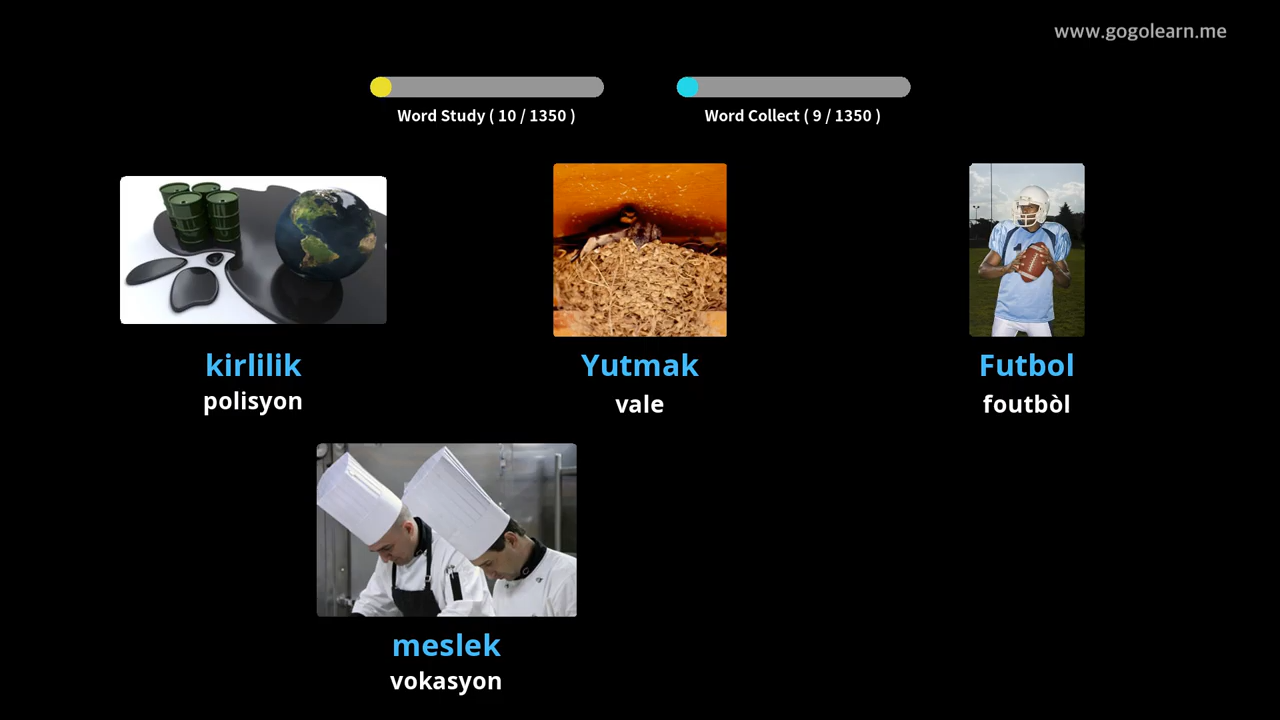 www.gogolearn.me
Word Study ( 10 / 1350 )
Word Collect ( 9 / 1350 )
kirlilik
polisyon
Yutmak
vale
Futbol
foutbòl
meslek
vokasyon